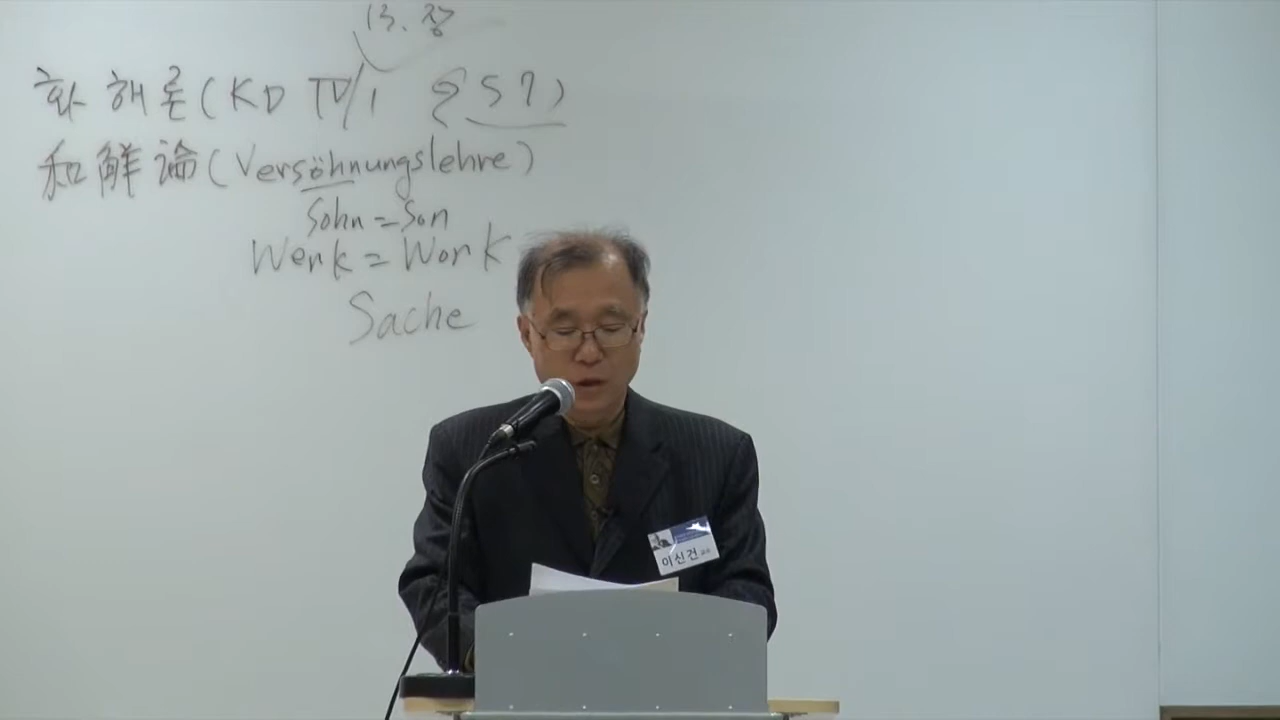 13. 장
화해론(KD IV/1 §57)
和解論(Versöhnungslehre)
Sohn = Son
Werk = Work
Sache
이신건